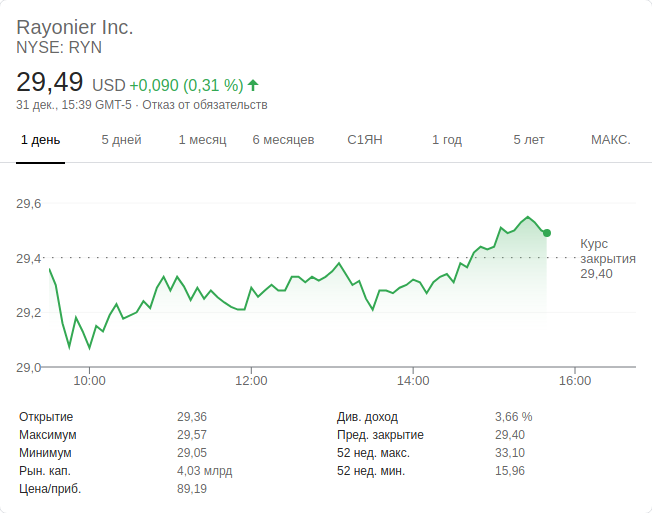 Rayonier Inc.
NYSE: RYN
29,49 USD +0,090 (0,31 %)
31 дек., 15:39 GMT-5 · Отказ от обязательств
1 день 5 дней 1 месяц 6 месяцев С1ЯН 1 год 5 лет МАКС.
29,6
29,4
29,2
29,0
Курс
закрытия
29,40
10:00 12:00 14:00 16:00
Открытие 29,36 Див. доход 3,66 %
Максимум 29,57 Пред. закрытие 29,40
Минимум 29,05 52 нед. макс. 33,10
Рын. кап. 4,03 млрд 52 нед. мин. 15,96
Цена/приб. 89,19